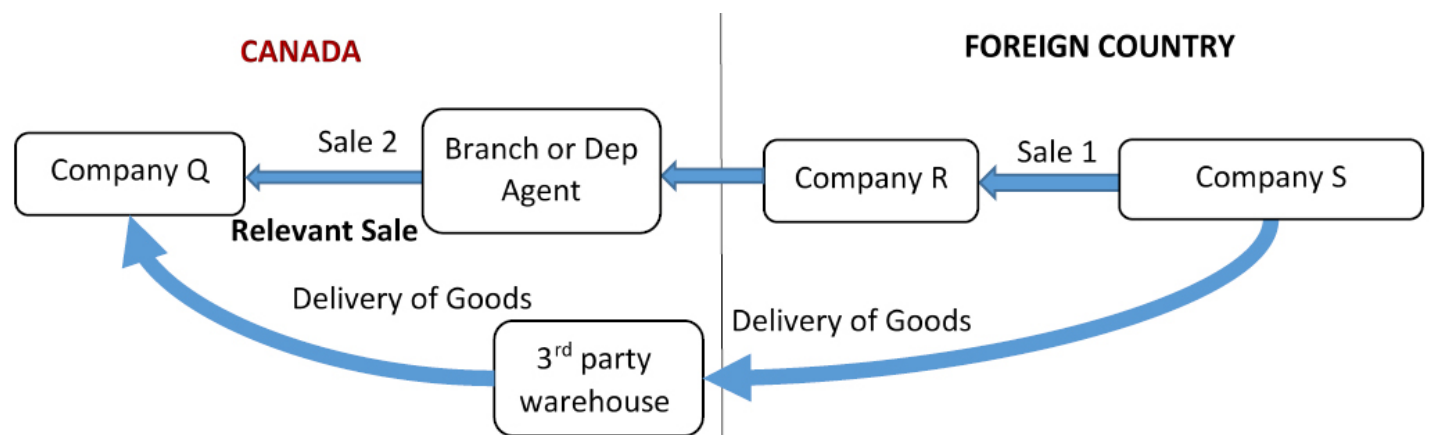 CANADA
FOREIGN COUNTRY
Company Q
Sale 2
Branch or Dep
Agent
Company R
Sale 1
Company S
Relevant Sale
Delivery of Goods
Delivery of Goods
3rd party
warehouse